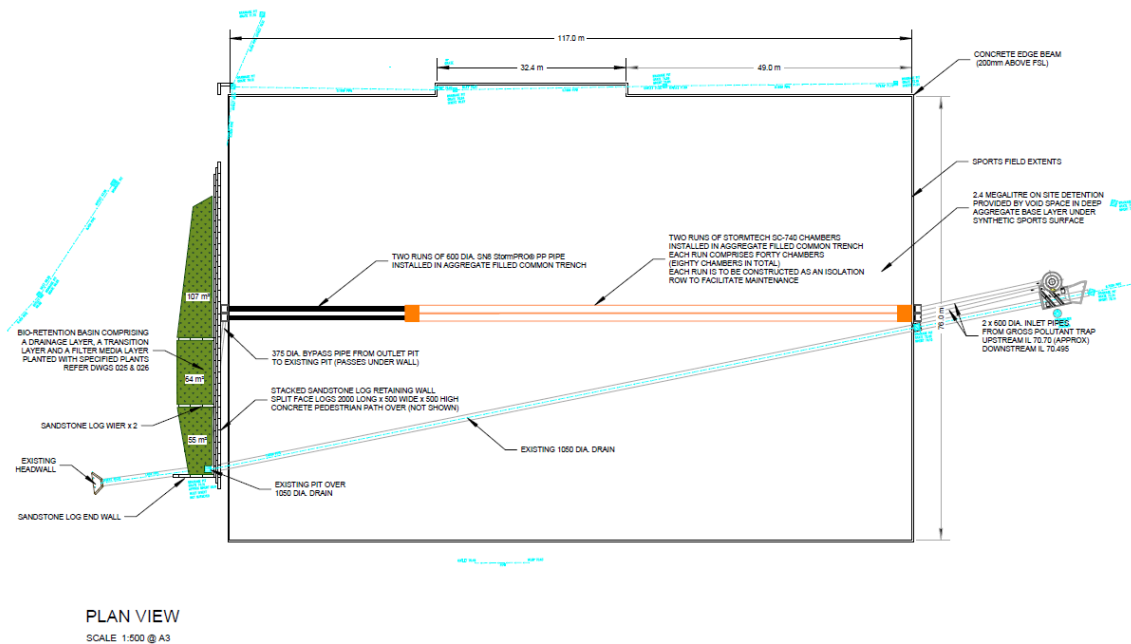 117.0 m
32.4 m
49.0 m
CONCRETE EDGE BEAM
(200mm ABOVE FSL)
SPORTS FIELD EXTENTS
2.4 MEGALITRE ON SITE DETENTION
PROVIDED BY VOID SPACE IN DEEP
AGGREGATE BASE LAYER UNDER
SYNTHETIC SPORTS SURFACE
TWO RUNS OF STORMTECH SC-740 CHAMBERS
INSTALLED IN AGGREGATE FILLED COMMON TRENCH
EACH RUN COMPRISES FORTY CHAMBERS
(EIGHTY CHAMBERS IN TOTAL)
EACH RUN IS TO BE CONSTRUCTED AS AN ISOLATION
ROW TO FACILITATE MAINTENANCE
TWO RUNS OF 600 DIA. SN8 StormPRO® PP PIPE
INSTALLED IN AGGREGATE FILLED COMMON TRENCH
107 m²
76.0 m
2 x 600 DIA. INLET PIPES
FROM GROSS POLUTANT TRAP
UPSTREAM IL 70.70 (APPROX)
DOWNSTREAM IL 70.495
BIO-RETENTION BASIN COMPRISING
A DRAINAGE LAYER, A TRANSITION
LAYER AND A FILTER MEDIA LAYER
PLANTED WITH SPECIFIED PLANTS
REFER DWGS 025 & 026
375 DIA. BYPASS PIPE FROM OUTLET PIT
TO EXISTING PIT (PASSES UNDER WALL)
64 m²
STACKED SANDSTONE LOG RETAINING WALL
SPLIT FACE LOGS 2000 LONG x 500 WIDE x 500 HIGH
CONCRETE PEDESTRIAN PATH OVER (NOT SHOWN)
SANDSTONE LOG WIER x 2
55 m²
EXISTING 1050 DIA. DRAIN
EXISTING
HEADWALL
EXISTING PIT OVER
1050 DIA. DRAIN
SANDSTONE LOG END WALL
PLAN VIEW
SCALE 1:500 @ A3